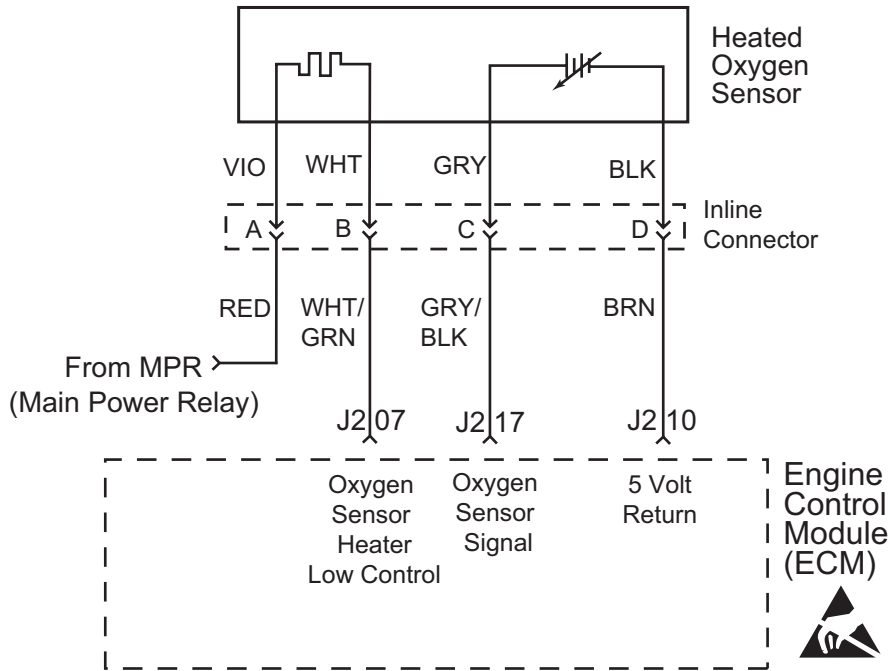 Heated
Oxygen
Sensor
VIO WHT GRY BLK
A B C D
Inline
Connector
RED WHT/ GRY/ BRN
GRN BLK
From MPR
(Main Power Relay)
J2 07 J2 17 J2 10
Oxygen
Sensor
Heater
Low Control
Oxygen
Sensor
Signal
5 Volt
Return
Engine
Control
Module
(ECM)